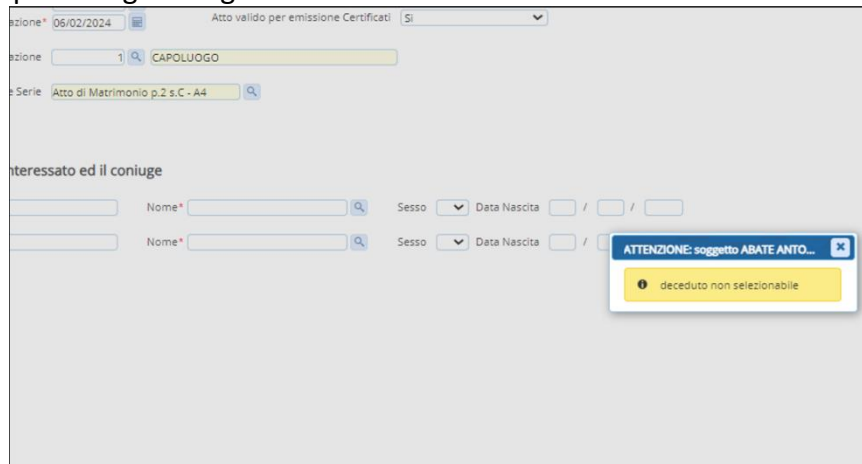 azione* 06/02/2024 Atto valido per emissione Certificati Si
azione 1 CAPOLUOGO
e Serie Atto di Matrimonio p.2 s.C - A4
nteressato ed il coniuge
Nome* Sesso Data Nascita / /
Nome* Sesso Data Nascita /
ATTENZIONE: soggetto ABATE ANTO...
deceduto non selezionabile